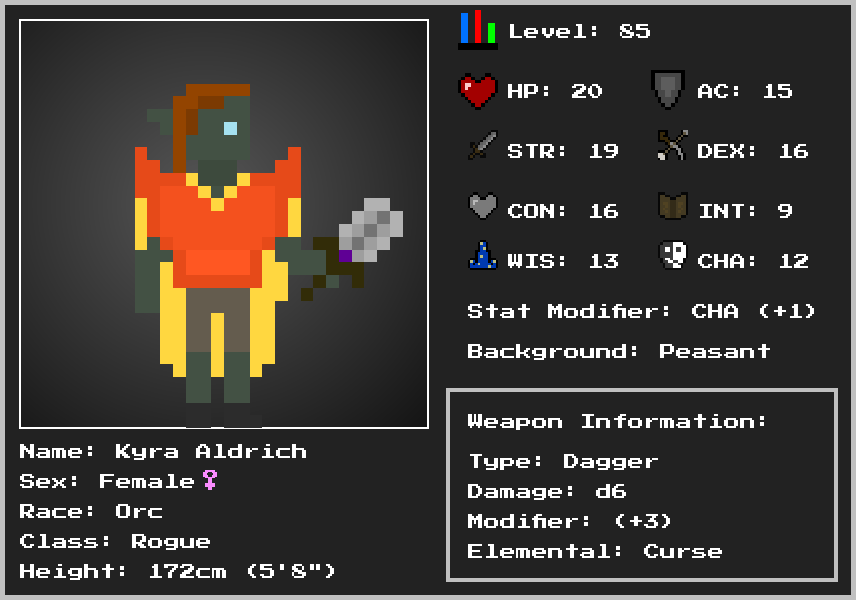 Level: 85
HP: 20
AC: 15
STR: 19
DEX: 16
CON: 16
INT: 9
WIS: 13
CHA: 12
Stat Modifier: CHA (+1)
Background: Peasant
Weapon Information:
Type: Dagger
Damage: d6
Modifier: (+3)
Elemental: Curse
Name: Kyra Aldrich
Sex: Female♀
Race: Orc
Class: Rogue
Height: 172cm (5'8")